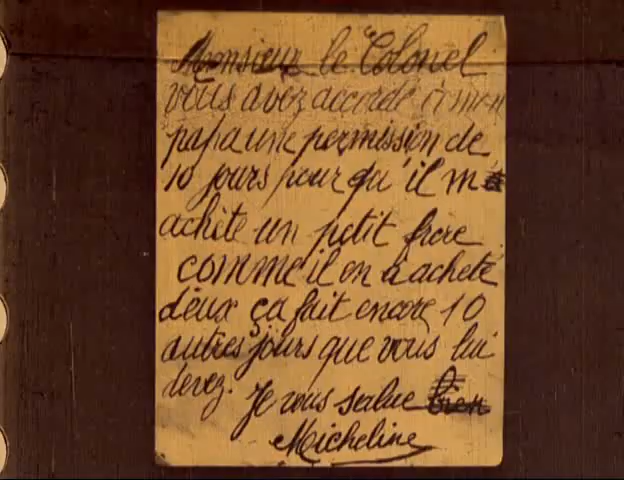 Monsieur le Colonel
vous avez accordé à mon
papa une permission de
10 jours pour qu'il m'a
achète un petit frère
comme il en a acheté
deux ça fait encore 10
autres jours que vous lui
devez. Je vous salue bien
Micheline